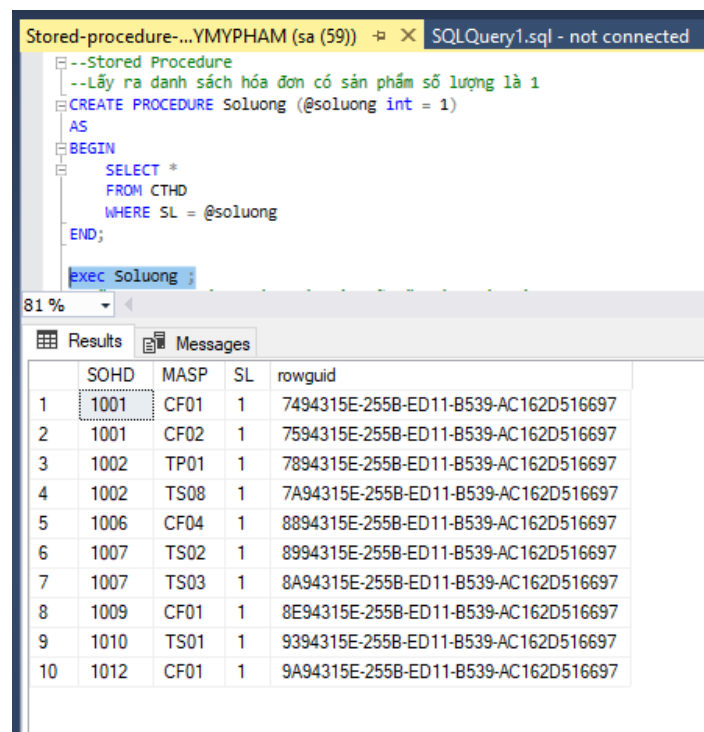 Stored-procedure-...YMYPHAM (sa (59)) SQLQuery1.sql - not connected
--Stored Procedure
--Lấy ra danh sách hóa đơn có sản phẩm số lượng là 1
CREATE PROCEDURE Soluong (@soluong int = 1)
AS
BEGIN
SELECT *
FROM CTHD
WHERE SL = @soluong
END;
exec Soluong ;
81 %
Results Messages
SOHD MASP SL rowguid
1 1001 CF01 1 7494315E-255B-ED11-B539-AC162D516697
2 1001 CF02 1 7594315E-255B-ED11-B539-AC162D516697
3 1002 TP01 1 7894315E-255B-ED11-B539-AC162D516697
4 1002 TS08 1 7A94315E-255B-ED11-B539-AC162D516697
5 1006 CF04 1 8894315E-255B-ED11-B539-AC162D516697
6 1007 TS02 1 8994315E-255B-ED11-B539-AC162D516697
7 1007 TS03 1 8A94315E-255B-ED11-B539-AC162D516697
8 1009 CF01 1 8E94315E-255B-ED11-B539-AC162D516697
9 1010 TS01 1 9394315E-255B-ED11-B539-AC162D516697
10 1012 CF01 1 9A94315E-255B-ED11-B539-AC162D516697